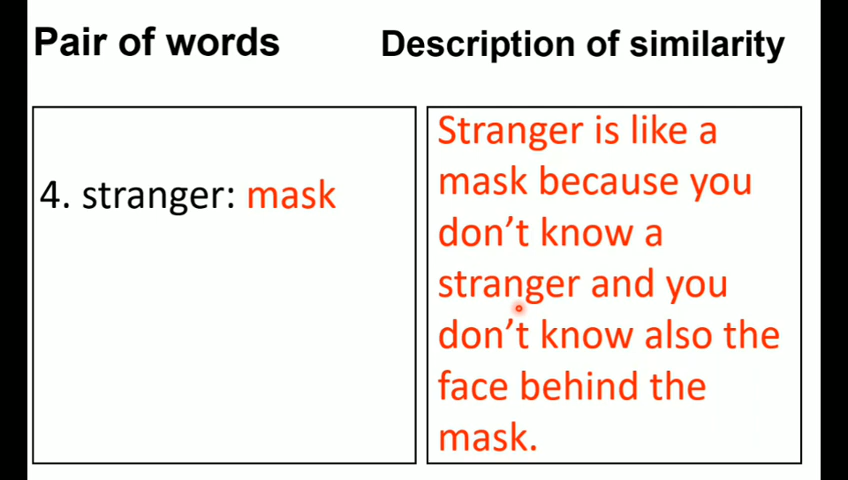 Pair of words
Description of similarity
4. stranger: mask
Stranger is like a
mask because you
don't know a
stranger and you
don't know also the
face behind the
mask.